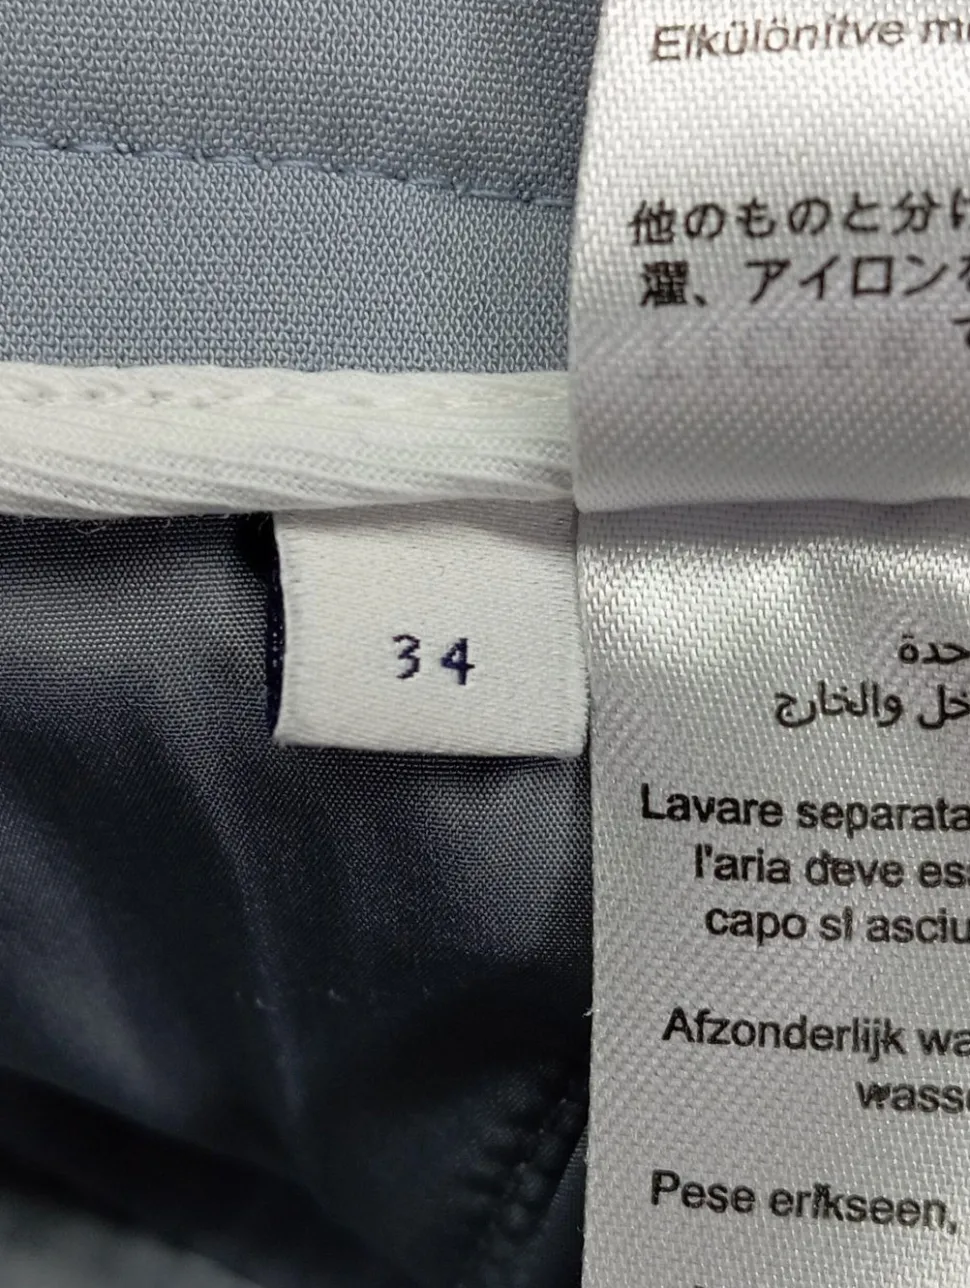 Elkülönítve
他のものと分け
濯、アイロンを
34
حدة
خل والخارج
Lavare separata
l'aria deve es
capo si asciu
Afzonderlijk wa
wass
Pese erikseen,